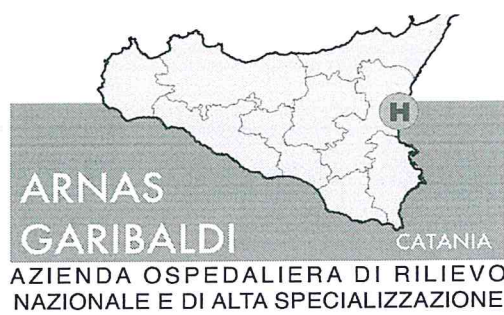 H
ARNAS
GARIBALDI
CATANIA
AZIENDA OSPEDALIERA DI RILIEVO
NAZIONALE E DI ALTA SPECIALIZZAZIONE